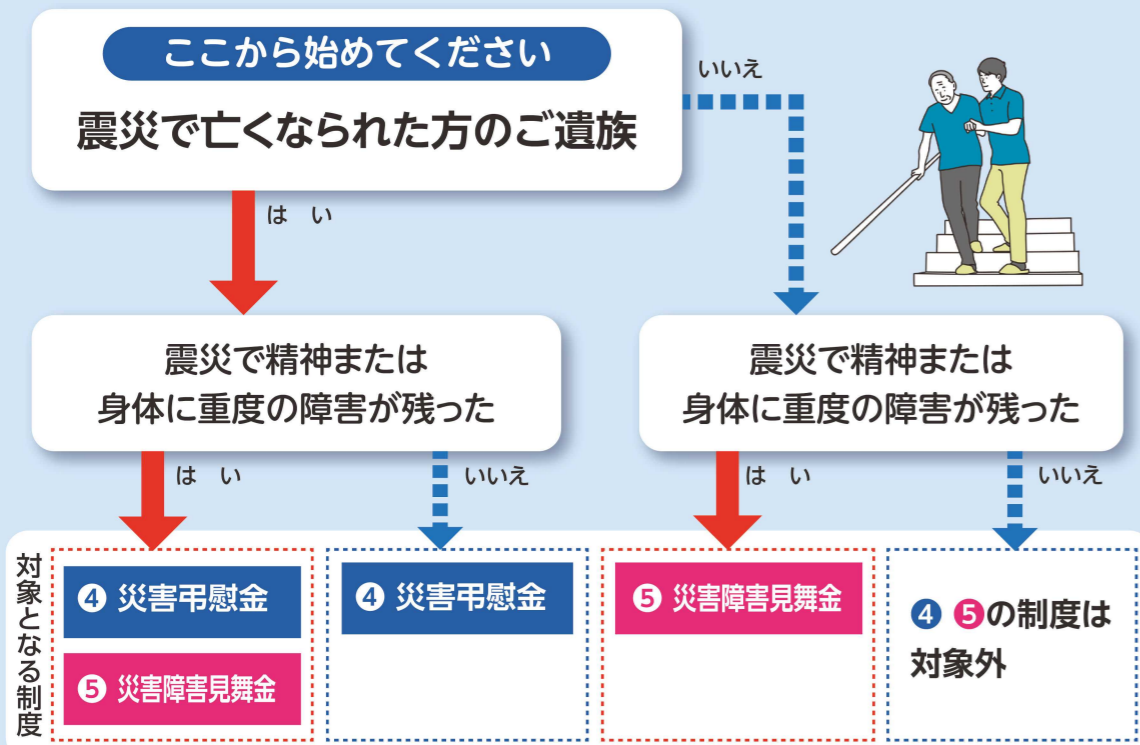 ここから始めてください
震災で亡くなられた方のご遺族
いいえ
は い
震災で精神または
身体に重度の障害が残った
は い
いいえ
震災で精神または
身体に重度の障害が残った
は い
いいえ
対象となる制度
❹ 災害弔慰金
❺ 災害障害見舞金
❹ 災害弔慰金
❺ 災害障害見舞金
❹ ❺の制度は
対象外